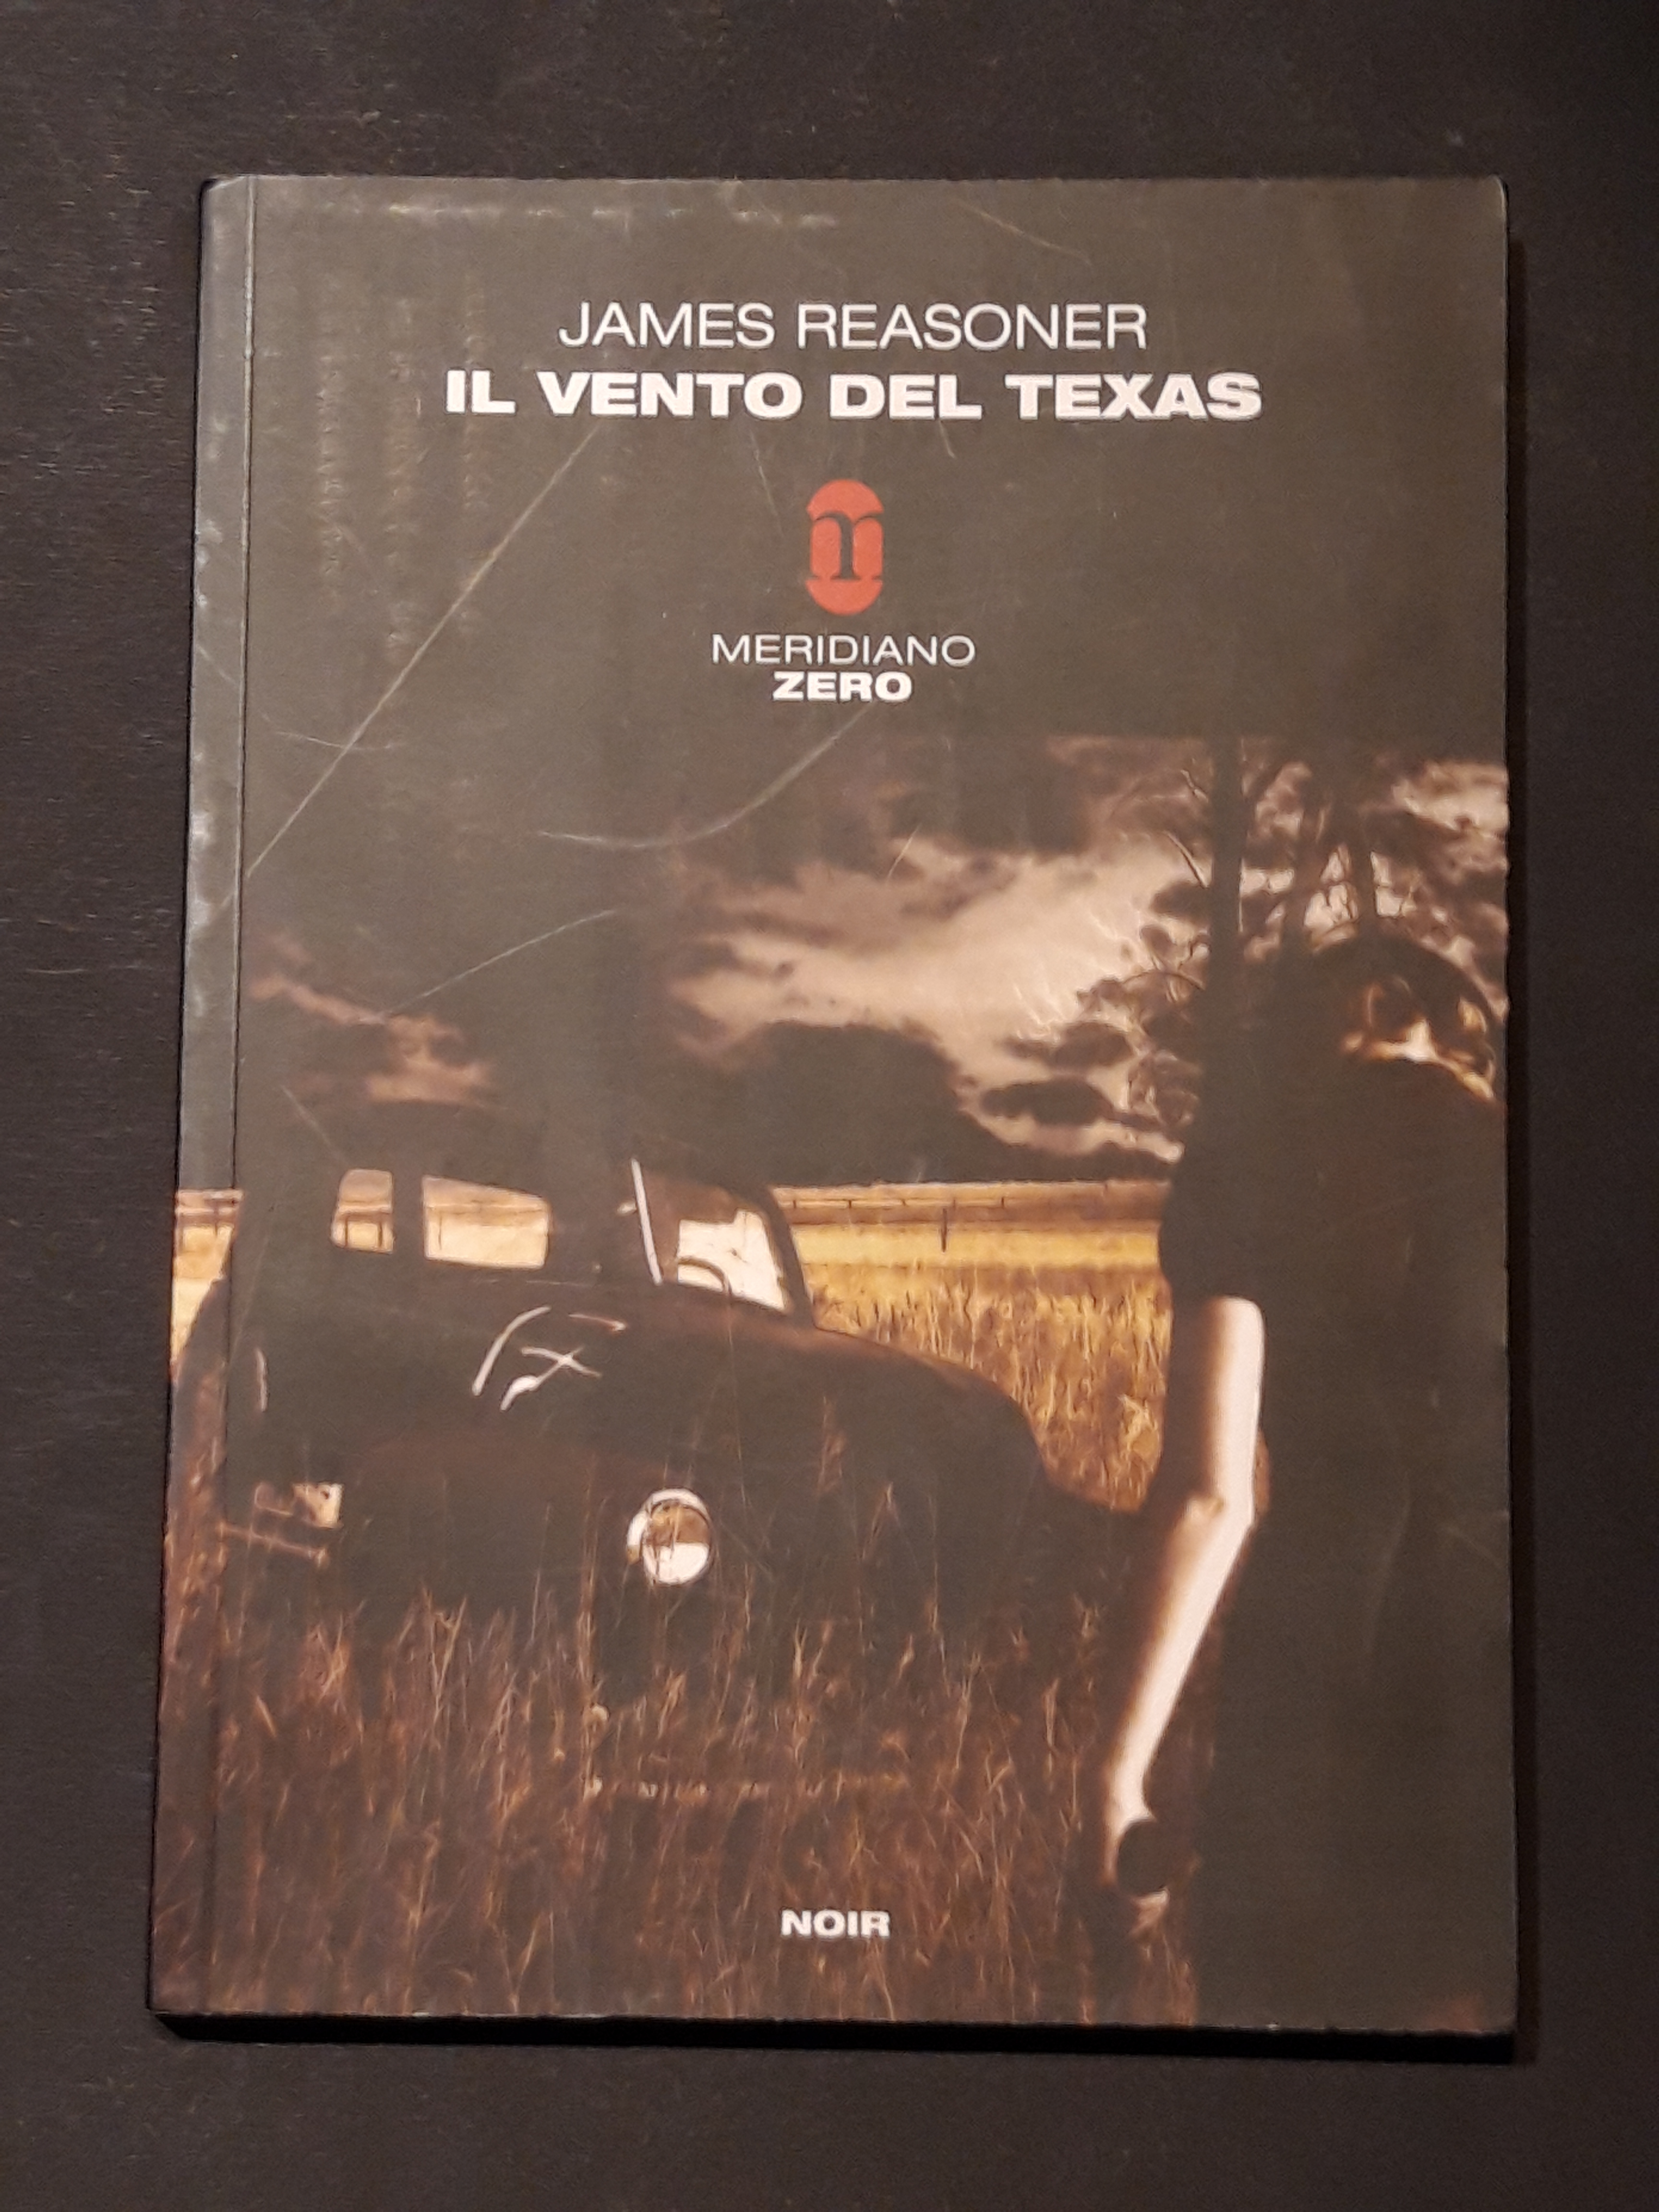 JAMES REASONER
IL VENTO DEL TEXAS
MERIDIANO
ZERO
NOIR